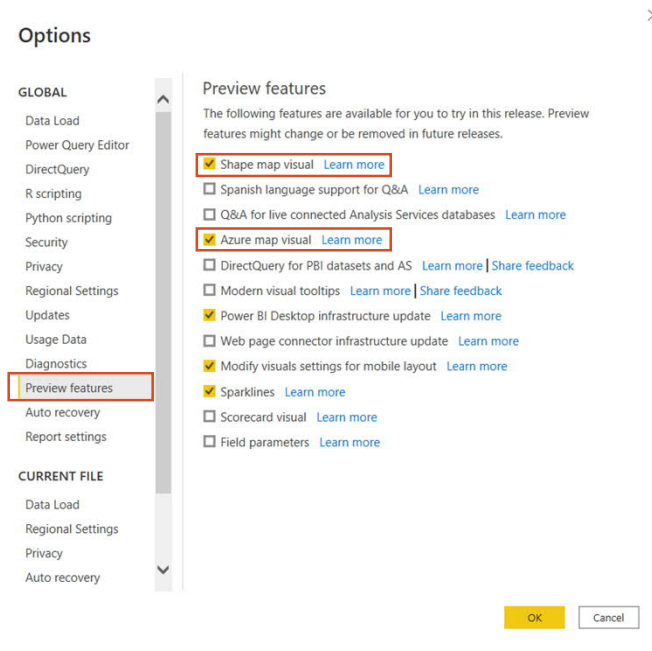 Options
GLOBAL
Data Load
Power Query Editor
DirectQuery
R scripting
Python scripting
Security
Privacy
Regional Settings
Updates
Usage Data
Diagnostics
Preview features
Auto recovery
Report settings
CURRENT FILE
Data Load
Regional Settings
Privacy
Auto recovery
Preview features
The following features are available for you to try in this release. Preview
features might change or be removed in future releases.
Shape map visual Learn more
Spanish language support for Q&A Learn more
Q&A for live connected Analysis Services databases Learn more
Azure map visual Learn more
DirectQuery for PBI datasets and AS Learn more | Share feedback
Modern visual tooltips Learn more | Share feedback
Power BI Desktop infrastructure update Learn more
Web page connector infrastructure update Learn more
Modify visuals settings for mobile layout Learn more
Sparklines Learn more
Scorecard visual Learn more
Field parameters Learn more
OK Cancel